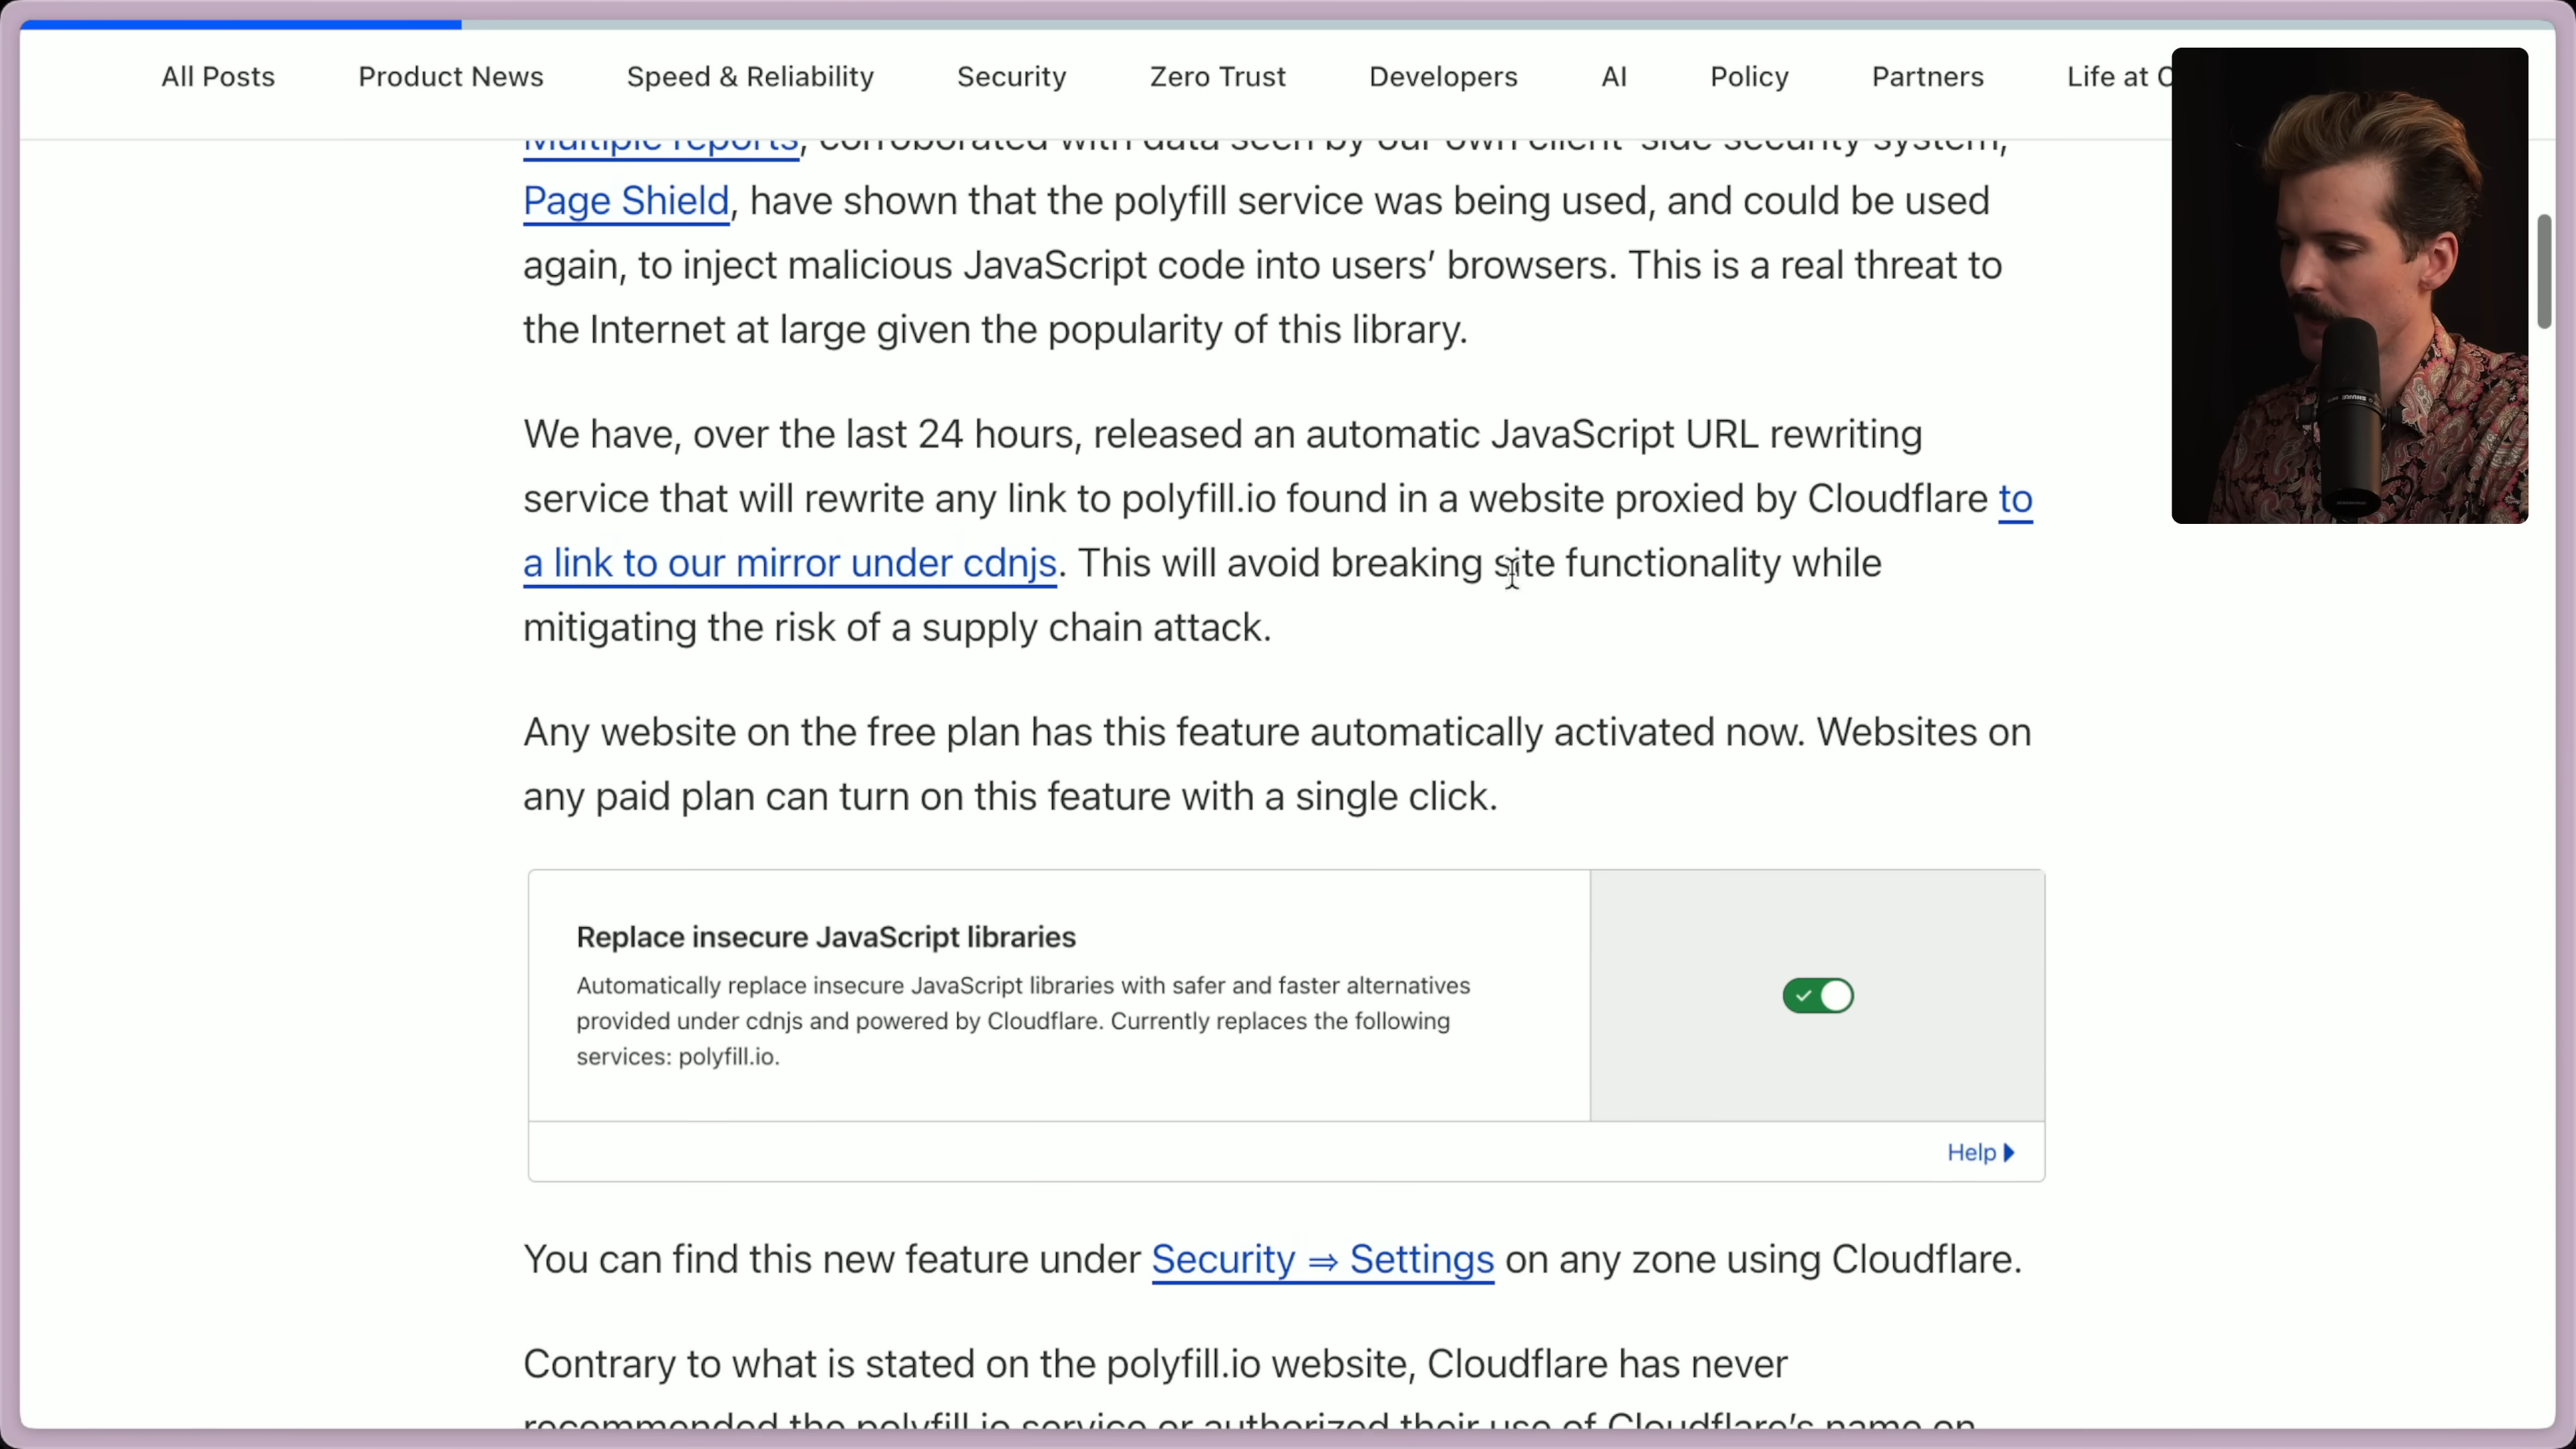 All Posts Product News Speed & Reliability Security Zero Trust Developers AI Policy Partners Life at
Multiple reports, corroborated with data seen by our own client-side security system,
Page Shield, have shown that the polyfill service was being used, and could be used
again, to inject malicious JavaScript code into users’ browsers. This is a real threat to
the Internet at large given the popularity of this library.
We have, over the last 24 hours, released an automatic JavaScript URL rewriting
service that will rewrite any link to polyfill.io found in a website proxied by Cloudflare to
a link to our mirror under cdnjs. This will avoid breaking site functionality while
mitigating the risk of a supply chain attack.
Any website on the free plan has this feature automatically activated now. Websites on
any paid plan can turn on this feature with a single click.
Replace insecure JavaScript libraries
Automatically replace insecure JavaScript libraries with safer and faster alternatives
provided under cdnjs and powered by Cloudflare. Currently replaces the following
services: polyfill.io.
Help
You can find this new feature under Security ⇒ Settings on any zone using Cloudflare.
Contrary to what is stated on the polyfill.io website, Cloudflare has never
recommended the polyfill.io service or authorized their use of Cloudflare’s name on